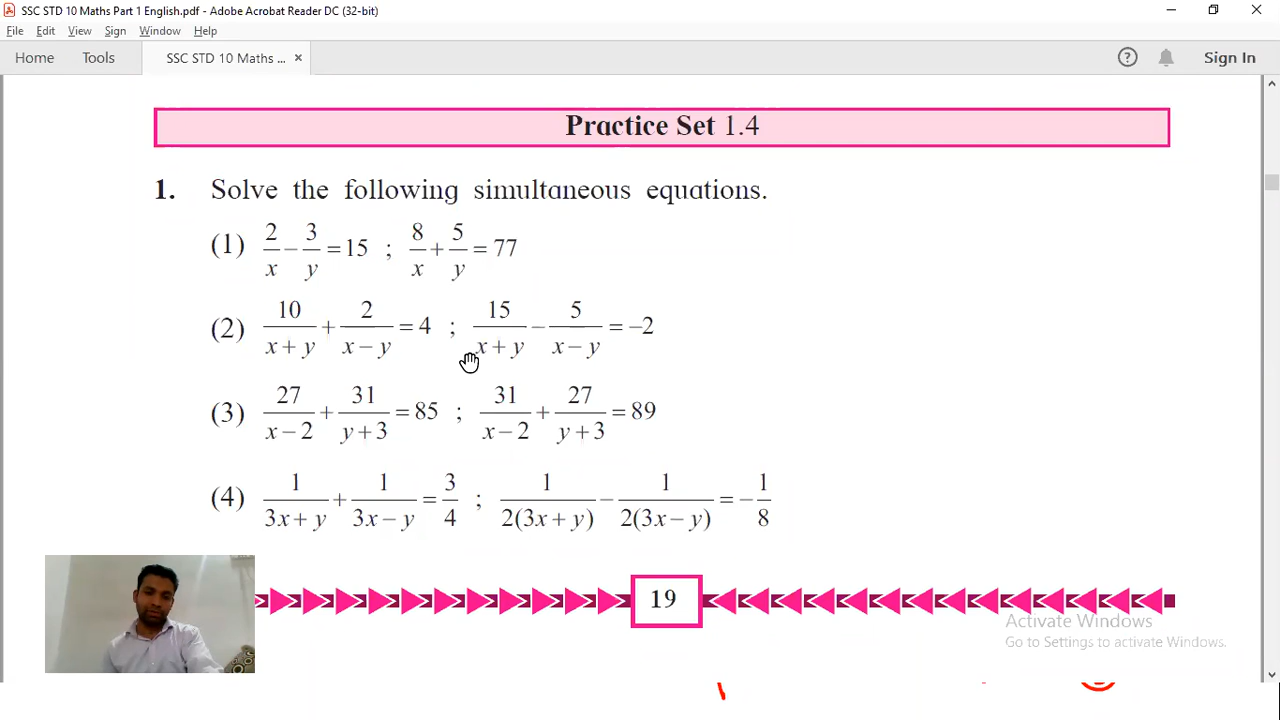 SSC STD 10 Maths Part 1 English.pdf - Adobe Acrobat Reader DC (32-bit)
File Edit View Sign Window Help
Home Tools SSC STD 10 Maths ... × Sign In
Practice Set 1.4
1. Solve the following simultaneous equations.
(1) 2/x − 3/y = 15 ; 8/x + 5/y = 77
(2) 10/(x + y) + 2/(x − y) = 4 ; 15/(x + y) − 5/(x − y) = −2
(3) 27/(x − 2) + 31/(y + 3) = 85 ; 31/(x − 2) + 27/(y + 3) = 89
(4) 1/(3x + y) + 1/(3x − y) = 3/4 ; 1/(2(3x + y)) − 1/(2(3x − y)) = −1/8
19
Activate Windows
Go to Settings to activate Windows.